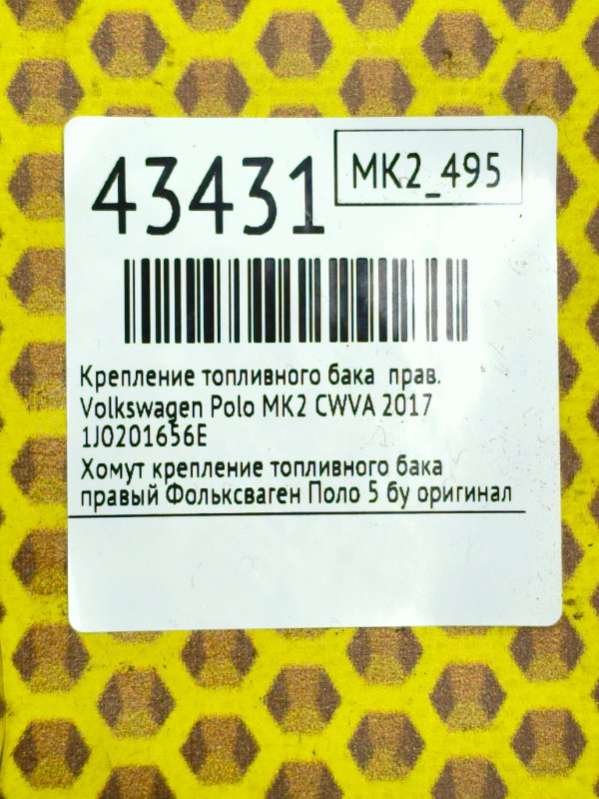 43431
MK2_495
Крепление топливного бака прав.
Volkswagen Polo MK2 CWVA 2017
1J0201656E
Хомут крепление топливного бака
правый Фольксваген Поло 5 бу оригинал